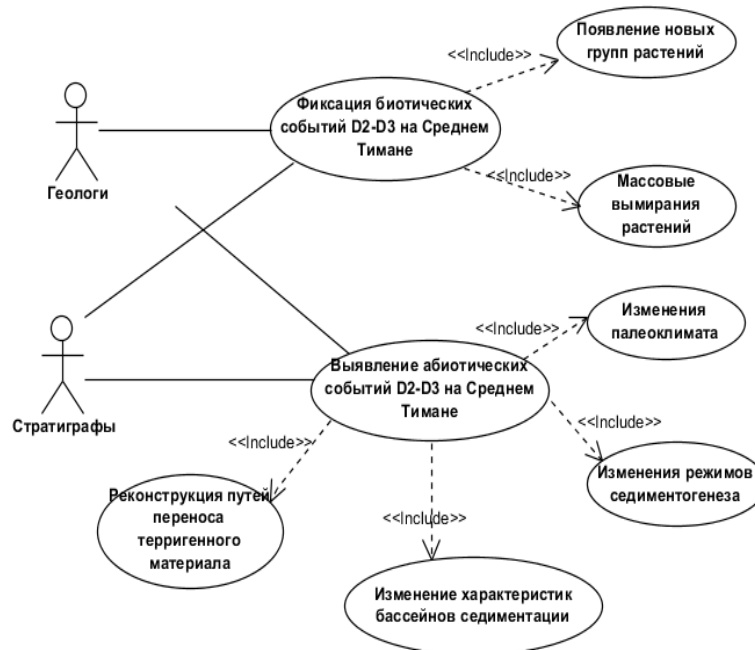 Появление новых
групп растений
<<Include>>
Фиксация биотических
событий D2-D3 на Среднем
Тимане
Геологи
<<Include>>
Массовые
вымирания
растений
Изменения
палеоклимата
<<Include>>
Выявление абиотических
событий D2-D3 на Среднем
Тимане
Стратиграфы
<<Include>>
<<Include>>
Изменения режимов
седиментогенеза
Реконструкция путей
переноса
терригенного
материала
<<Include>>
Изменение характеристик
бассейнов седиментации